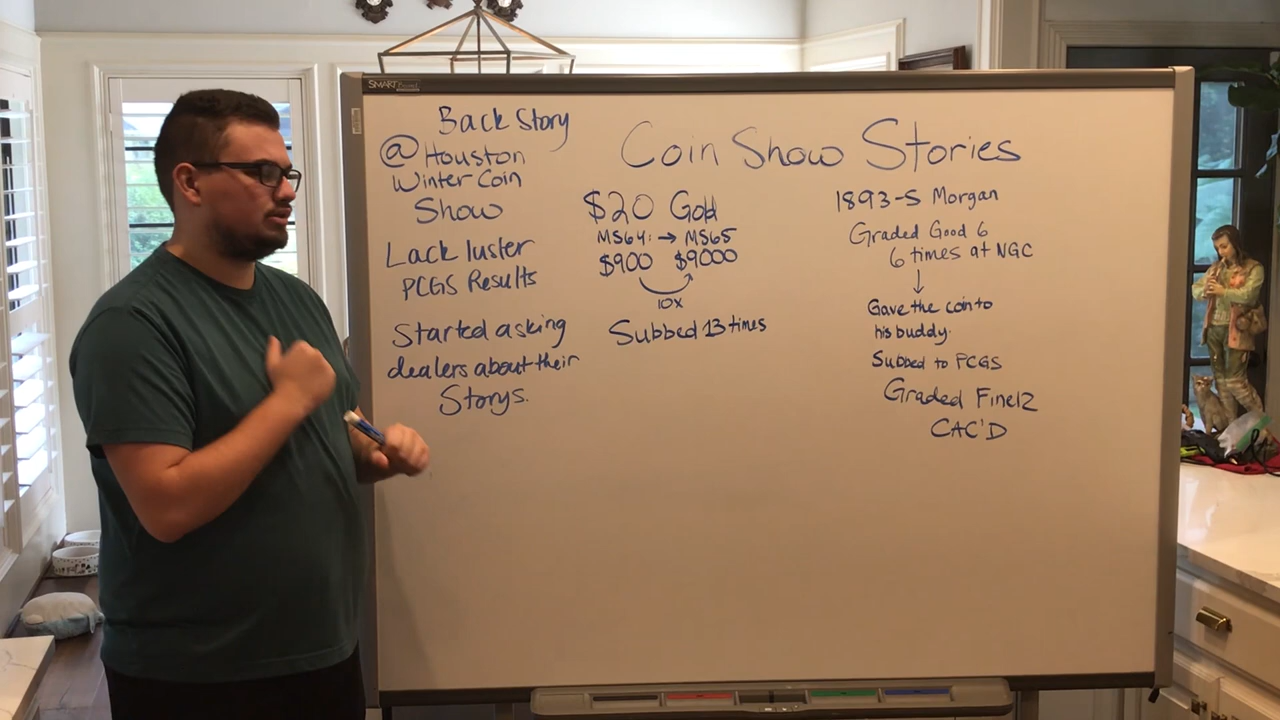 SMART
Back Story
@ Houston
Winter Coin
Show
Lack luster
PCGS Results
Started asking
dealers about their
Storys.
Coin Show Stories
$20 Gold
MS64: → MS65
$900 $9000
10x
Subbed 13 times
1893-S Morgan
Graded Good 6
6 times at NGC
↓
Gave the coin to
his buddy.
Subbed to PCGS
Graded Fine12
CAC'D